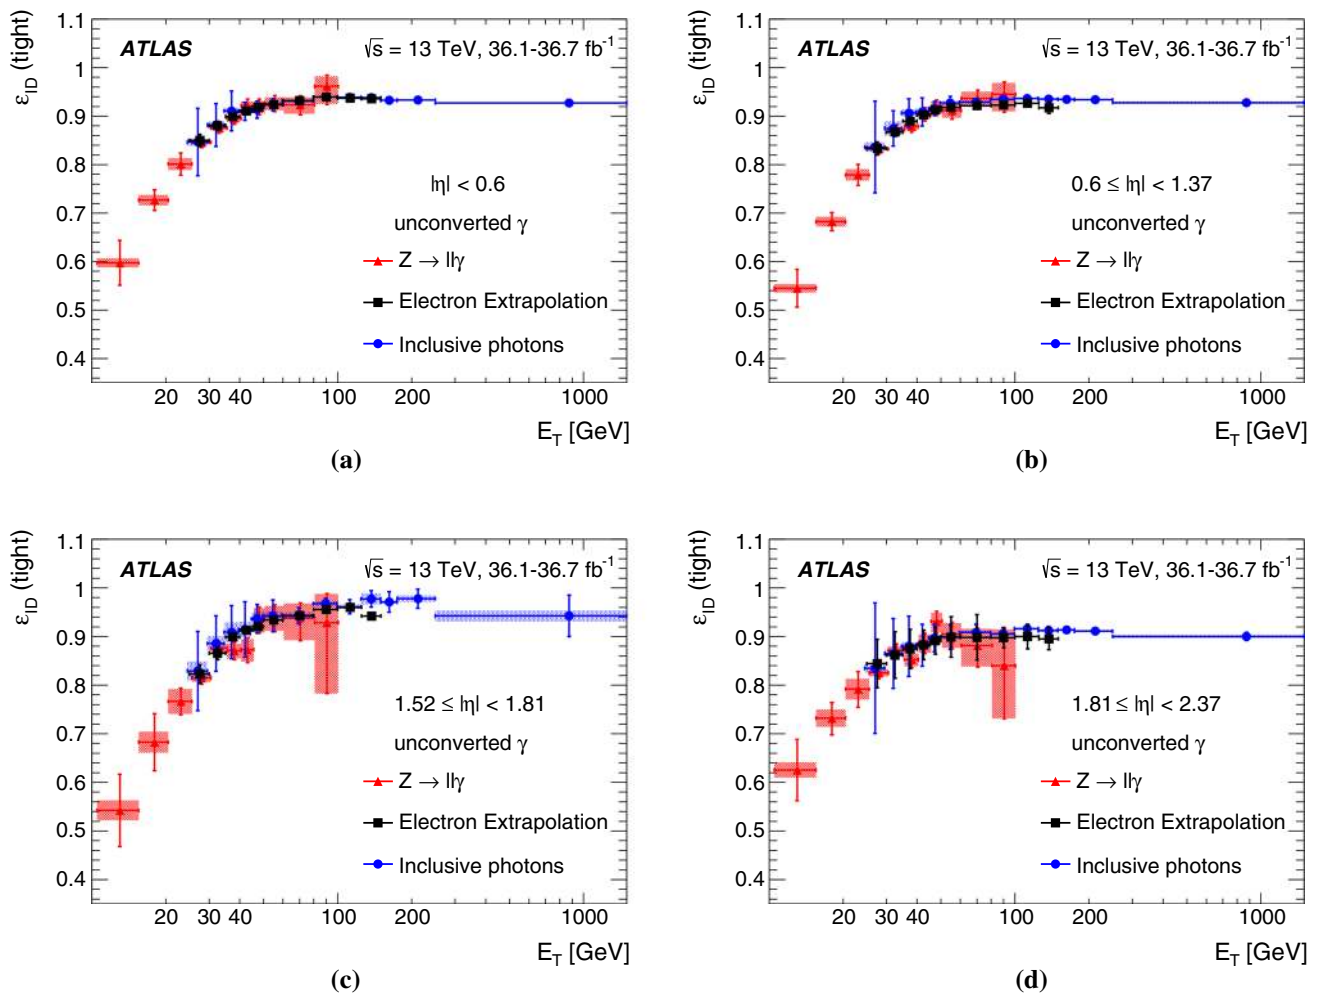 ε_ID (tight)
1.1
1
0.9
0.8
0.7
0.6
0.5
0.4
ATLAS
√s = 13 TeV, 36.1-36.7 fb⁻¹
|η| < 0.6
unconverted γ
Z → llγ
Electron Extrapolation
Inclusive photons
20 30 40 100 200 1000
E_T [GeV]
(a)
ε_ID (tight)
1.1
1
0.9
0.8
0.7
0.6
0.5
0.4
ATLAS
√s = 13 TeV, 36.1-36.7 fb⁻¹
0.6 ≤ |η| < 1.37
unconverted γ
Z → llγ
Electron Extrapolation
Inclusive photons
20 30 40 100 200 1000
E_T [GeV]
(b)
ε_ID (tight)
1.1
1
0.9
0.8
0.7
0.6
0.5
0.4
ATLAS
√s = 13 TeV, 36.1-36.7 fb⁻¹
1.52 ≤ |η| < 1.81
unconverted γ
Z → llγ
Electron Extrapolation
Inclusive photons
20 30 40 100 200 1000
E_T [GeV]
(c)
ε_ID (tight)
1.1
1
0.9
0.8
0.7
0.6
0.5
0.4
ATLAS
√s = 13 TeV, 36.1-36.7 fb⁻¹
1.81 ≤ |η| < 2.37
unconverted γ
Z → llγ
Electron Extrapolation
Inclusive photons
20 30 40 100 200 1000
E_T [GeV]
(d)